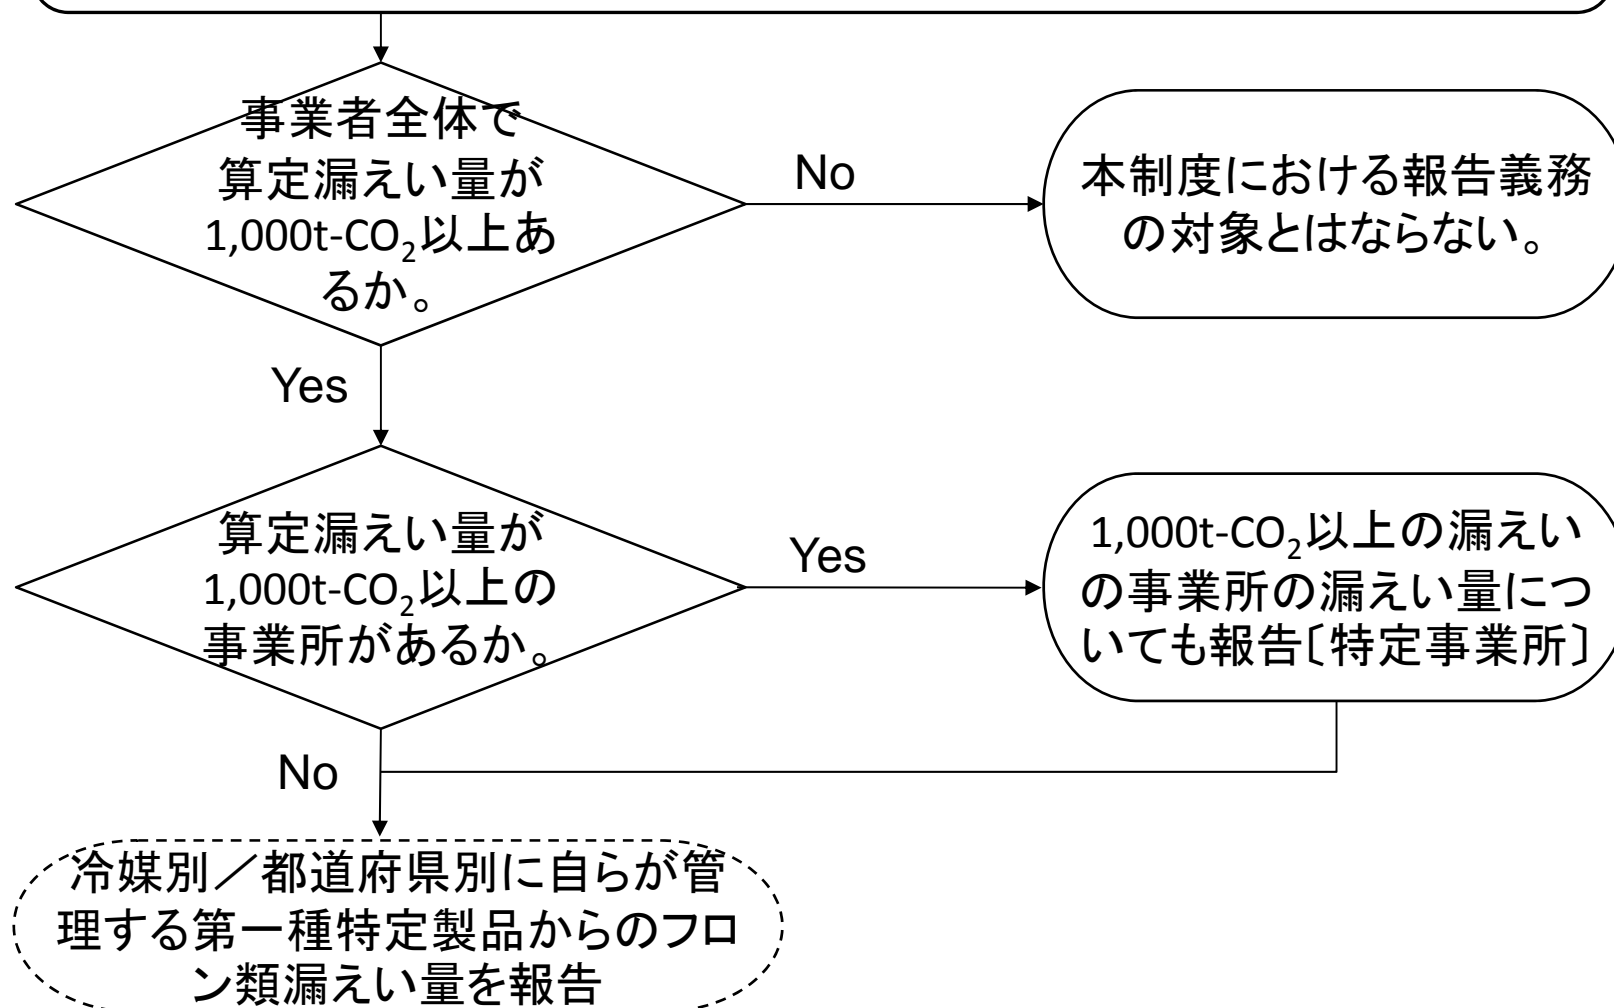 事業者全体で
算定漏えい量が
1,000t-CO₂以上あ
るか。
No
本制度における報告義務
の対象とはならない。
Yes
算定漏えい量が
1,000t-CO₂以上の
事業所があるか。
Yes
1,000t-CO₂以上の漏えい
の事業所の漏えい量につ
いても報告〔特定事業所〕
No
冷媒別／都道府県別に自らが管
理する第一種特定製品からのフロ
ン類漏えい量を報告